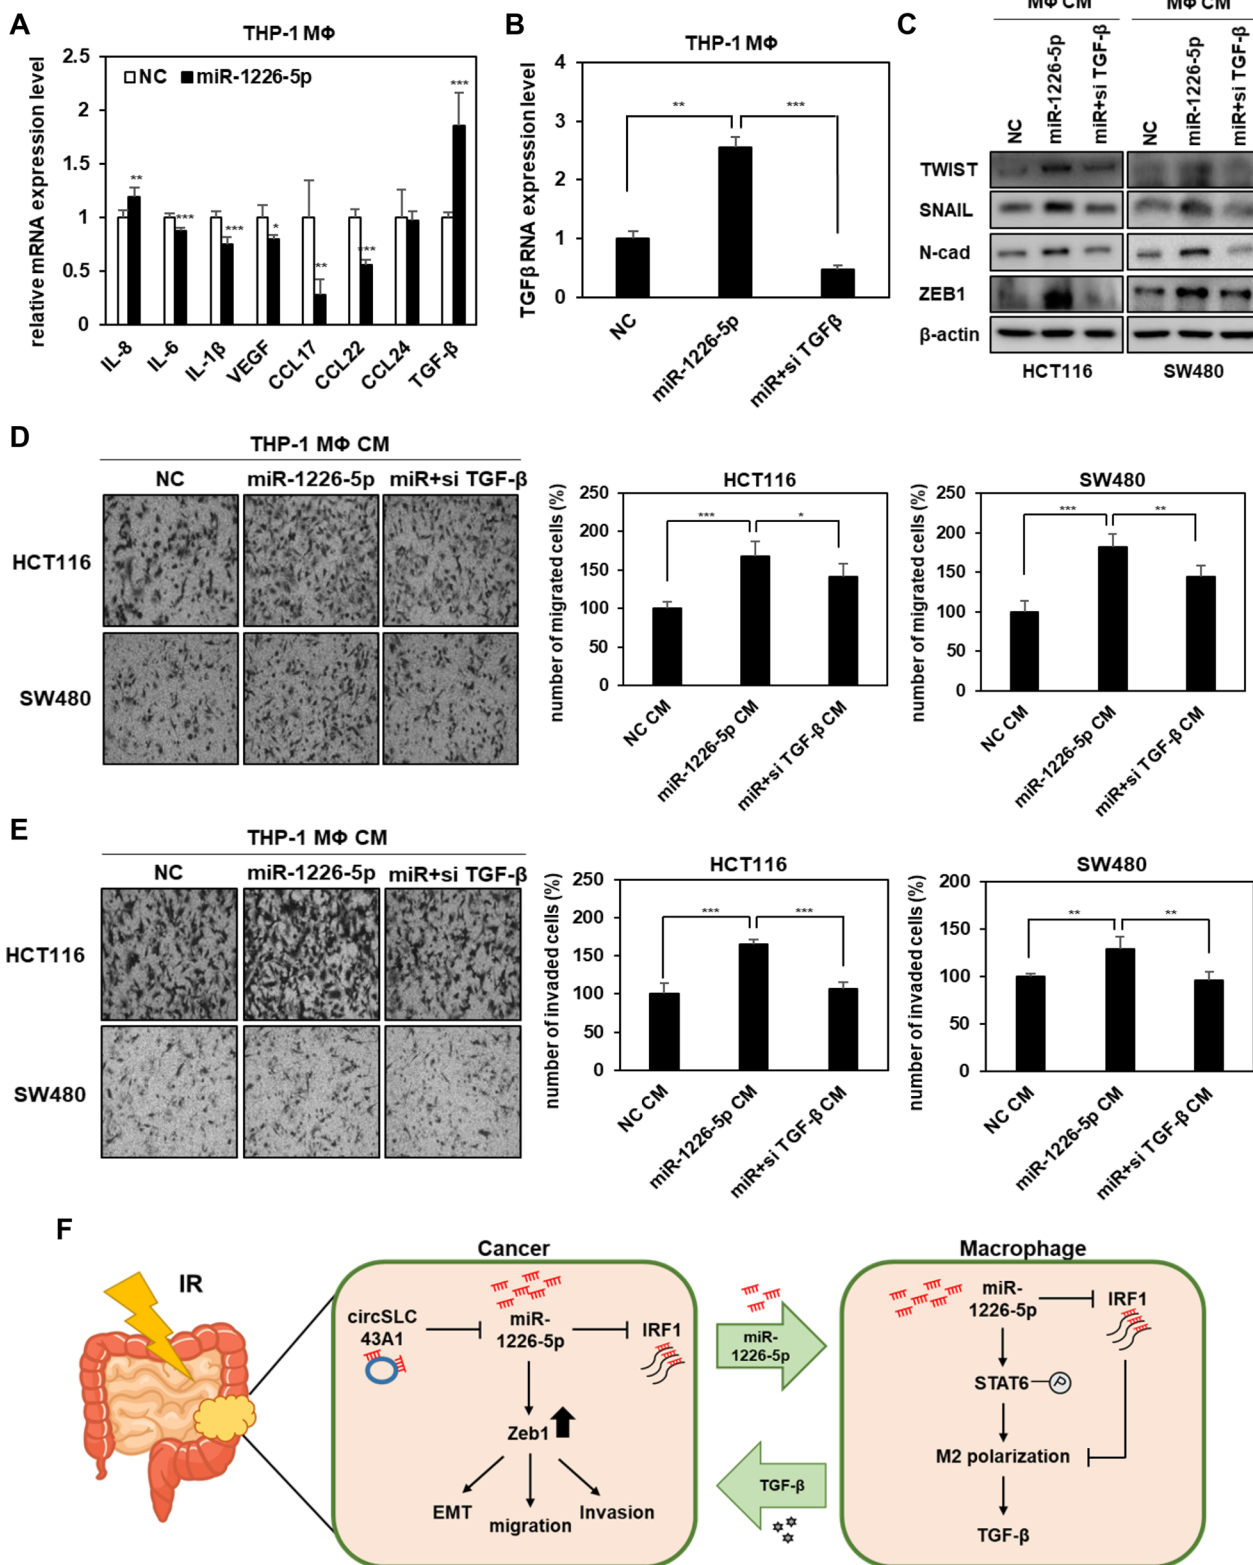 A
THP-1 MΦ
relative mRNA expression level
2.5
2
1.5
1
0.5
0
NC
miR-1226-5p
**
***
***
*
**
***
***
IL-8
IL-6
IL-1β
VEGF
CCL17
CCL22
CCL24
TGF-β
B
THP-1 MΦ
TGFβ RNA expression level
4
3
2
1
0
**
***
NC
miR-1226-5p
miR+si TGFβ
C
MΦ CM
MΦ CM
NC
miR-1226-5p
miR+si TGF-β
NC
miR-1226-5p
miR+si TGF-β
TWIST
SNAIL
N-cad
ZEB1
β-actin
HCT116
SW480
D
THP-1 MΦ CM
NC
miR-1226-5p
miR+si TGF-β
HCT116
SW480
HCT116
number of migrated cells (%)
250
200
150
100
50
0
***
*
NC CM
miR-1226-5p CM
miR+si TGF-β CM
SW480
number of migrated cells (%)
250
200
150
100
50
0
***
**
NC CM
miR-1226-5p CM
miR+si TGF-β CM
E
THP-1 MΦ CM
NC
miR-1226-5p
miR+si TGF-β
HCT116
SW480
HCT116
number of invaded cells (%)
250
200
150
100
50
0
***
***
NC CM
miR-1226-5p CM
miR+si TGF-β CM
SW480
number of invaded cells (%)
200
150
100
50
0
**
**
NC CM
miR-1226-5p CM
miR+si TGF-β CM
F
IR
Cancer
circSLC
43A1
miR-
1226-5p
IRF1
Zeb1
EMT
migration
Invasion
miR-
1226-5p
TGF-β
Macrophage
miR-
1226-5p
IRF1
STAT6
P
M2 polarization
TGF-β